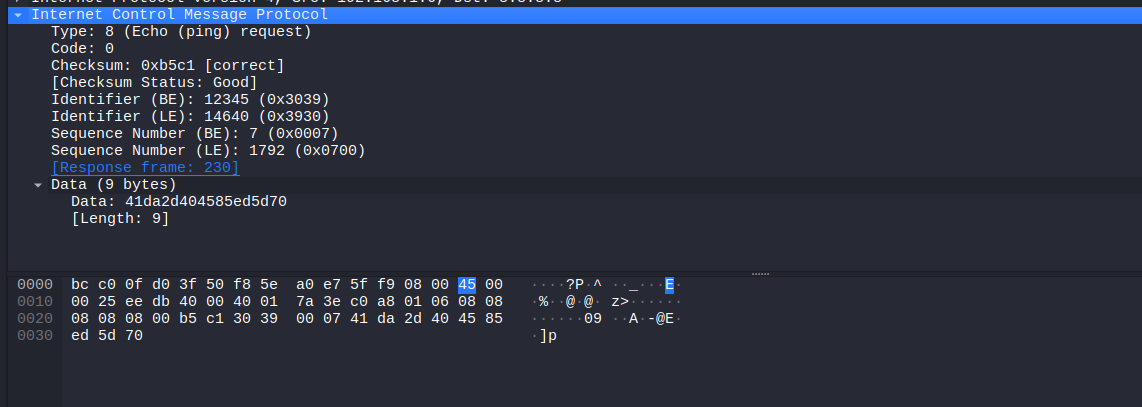 Internet Control Message Protocol
Type: 8 (Echo (ping) request)
Code: 0
Checksum: 0xb5c1 [correct]
[Checksum Status: Good]
Identifier (BE): 12345 (0x3039)
Identifier (LE): 14640 (0x3930)
Sequence Number (BE): 7 (0x0007)
Sequence Number (LE): 1792 (0x0700)
[Response frame: 230]
Data (9 bytes)
Data: 41da2d404585ed5d70
[Length: 9]
0000 bc c0 0f d0 3f 50 f8 5e a0 e7 5f f9 08 00 45 00 ····?P·^ ··_···E·
0010 00 25 ee db 40 00 40 01 7a 3e c0 a8 01 06 08 08 ·%··@·@· z>······
0020 08 08 08 00 b5 c1 30 39 00 07 41 da 2d 40 45 85 ······09 ··A·-@E·
0030 ed 5d 70 ·]p